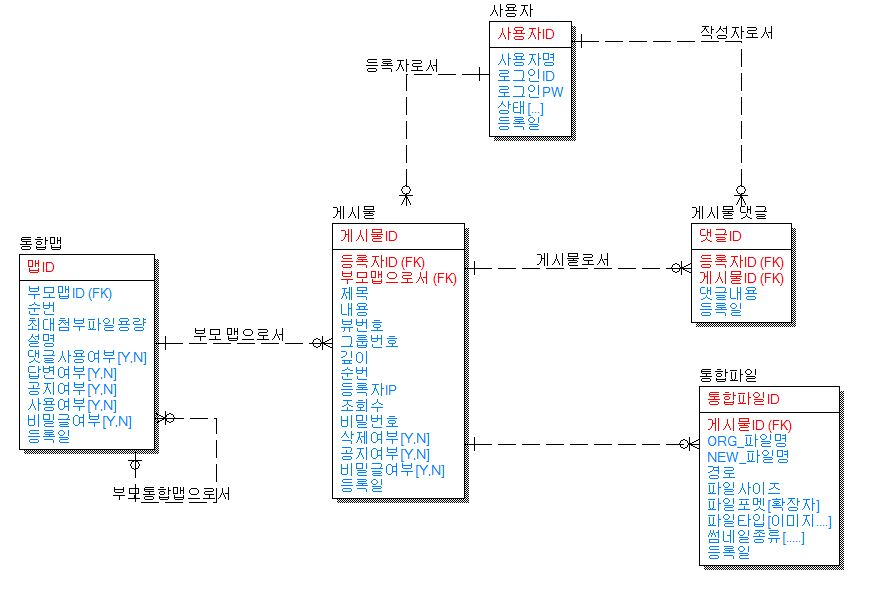 사용자
사용자ID
사용자명
로그인ID
로그인PW
상태[...]
등록일
등록자로서
작성자로서
통합맵
맵ID
부모맵ID (FK)
순번
최대첨부파일용량
설명
댓글사용여부[Y,N]
답변여부[Y,N]
공지여부[Y,N]
사용여부[Y,N]
비밀글여부[Y,N]
등록일
부모통합맵으로서
부모맵으로서
게시물
게시물ID
등록자ID (FK)
부모맵으로서 (FK)
제목
내용
뷰번호
그룹번호
깊이
순번
등록자IP
조회수
비밀번호
삭제여부[Y,N]
공지여부[Y,N]
비밀글여부[Y,N]
등록일
게시물로서
게시물 댓글
댓글ID
등록자ID (FK)
게시물ID (FK)
댓글내용
등록일
통합파일
통합파일ID
게시물ID (FK)
ORG_파일명
NEW_파일명
경로
파일사이즈
파일포멧[확장자]
파일타입[이미지....]
썸네일종류[.....]
등록일